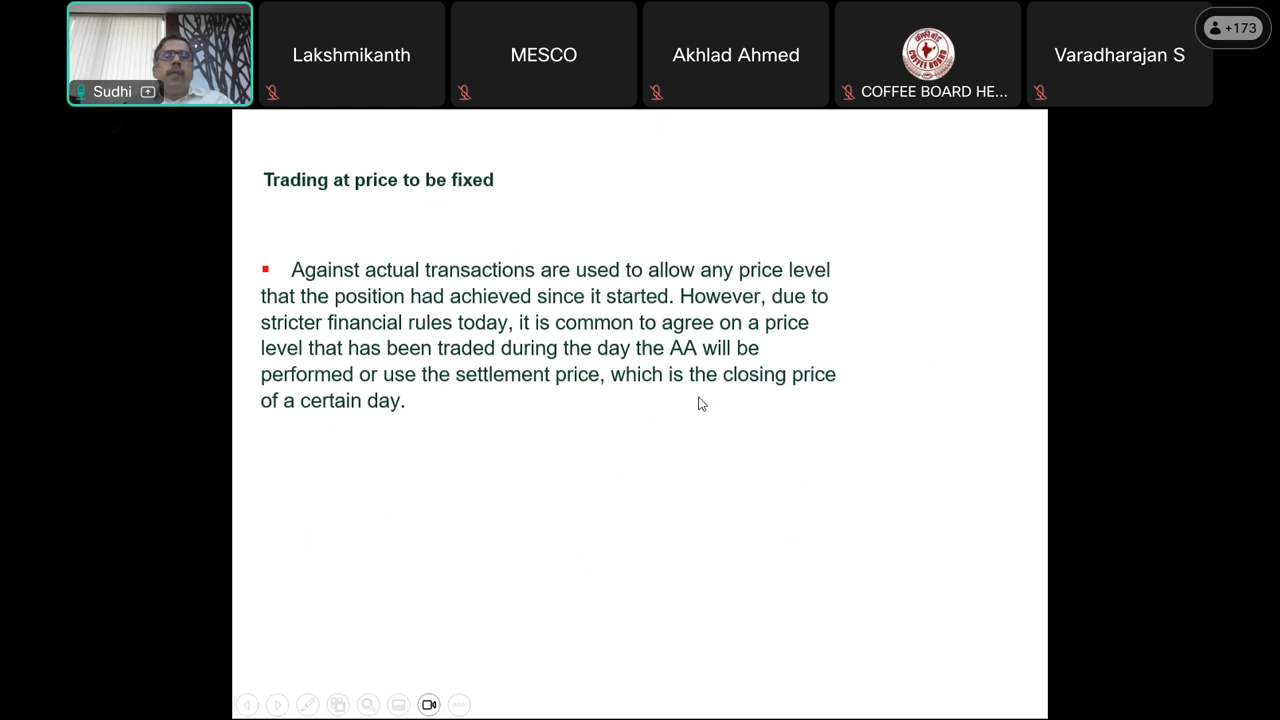 Sudhi
Lakshmikanth
MESCO
Akhlad Ahmed
COFFEE BOARD
COFFEE BOARD HE...
Varadharajan S
+173
Trading at price to be fixed
Against actual transactions are used to allow any price level
that the position had achieved since it started. However, due to
stricter financial rules today, it is common to agree on a price
level that has been traded during the day the AA will be
performed or use the settlement price, which is the closing price
of a certain day.